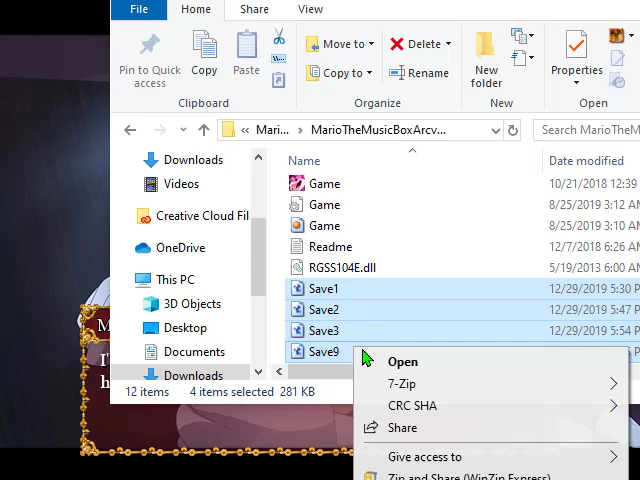 File Home Share View
Pin to Quick access
Copy
Paste
Move to
Copy to
Delete
Rename
New folder
Properties
Clipboard Organize New Open
« Mari... > MarioTheMusicBoxArcv... Search MarioTheM
Downloads
Videos
Creative Cloud Fil
OneDrive
This PC
3D Objects
Desktop
Documents
Downloads
Name Date modified
Game 10/21/2018 12:39
Game 8/25/2019 3:12 AM
Game 8/25/2019 3:10 AM
Readme 12/7/2018 6:26 AM
RGSS104E.dll 5/19/2013 6:00 AM
Save1 12/29/2019 5:30 P
Save2 12/29/2019 5:47 P
Save3 12/29/2019 5:54 P
Save9
12 items 4 items selected 281 KB
Open
7-Zip
CRC SHA
Share
Give access to
Zip and Share (WinZip Express)
M
I'
h